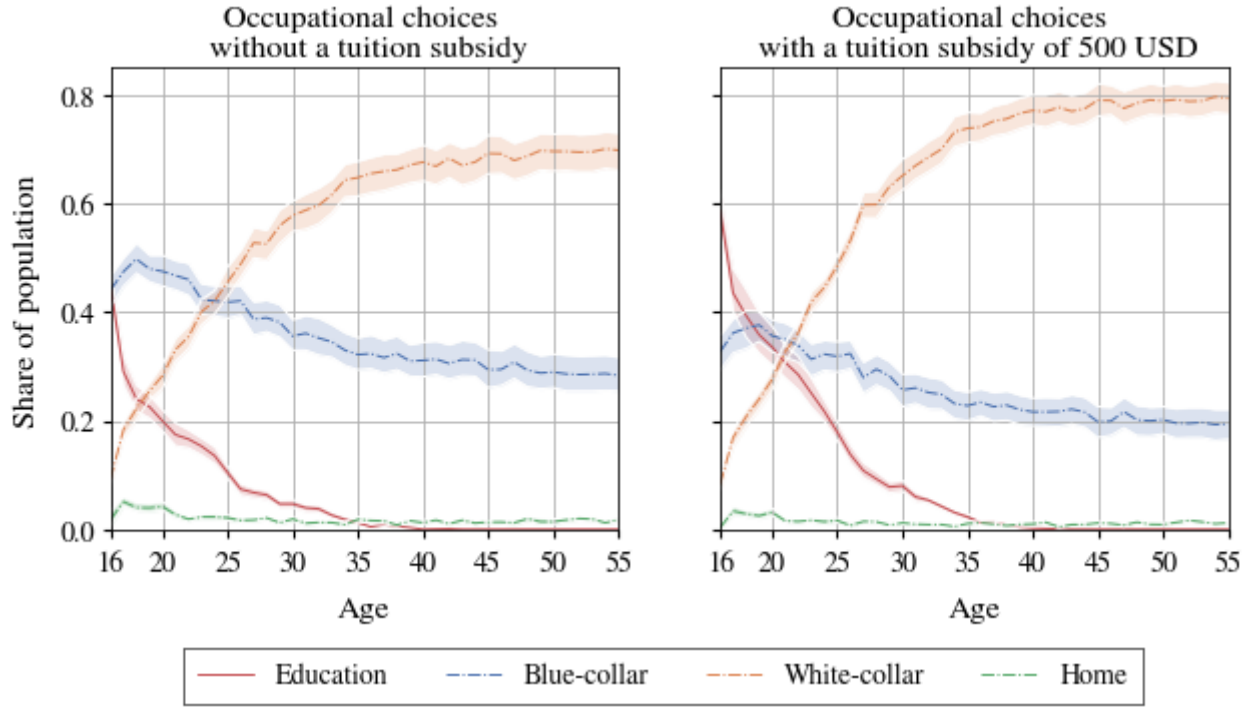 Occupational choices
without a tuition subsidy
Occupational choices
with a tuition subsidy of 500 USD
Share of population
0.8
0.6
0.4
0.2
0.0
16 20 25 30 35 40 45 50 55
16 20 25 30 35 40 45 50 55
Age
Age
Education Blue-collar White-collar Home